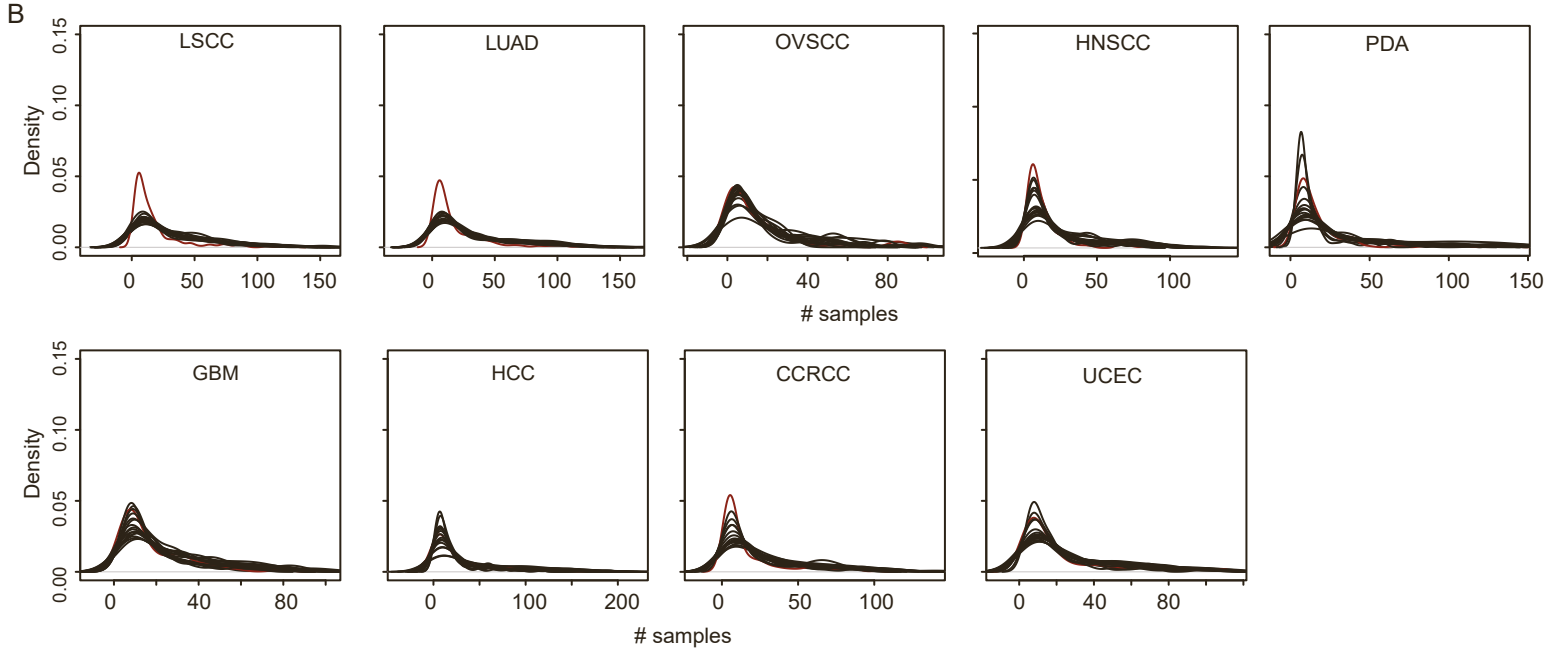 B
LSCC LUAD OVSCC HNSCC PDA
Density
0.00 0.05 0.10 0.15
0 50 100 150
0 50 100 150
0 40 80
0 50 100
0 50 100 150
# samples
GBM HCC CCRCC UCEC
Density
0.00 0.05 0.10 0.15
0 40 80
0 100 200
0 50 100
0 40 80
# samples